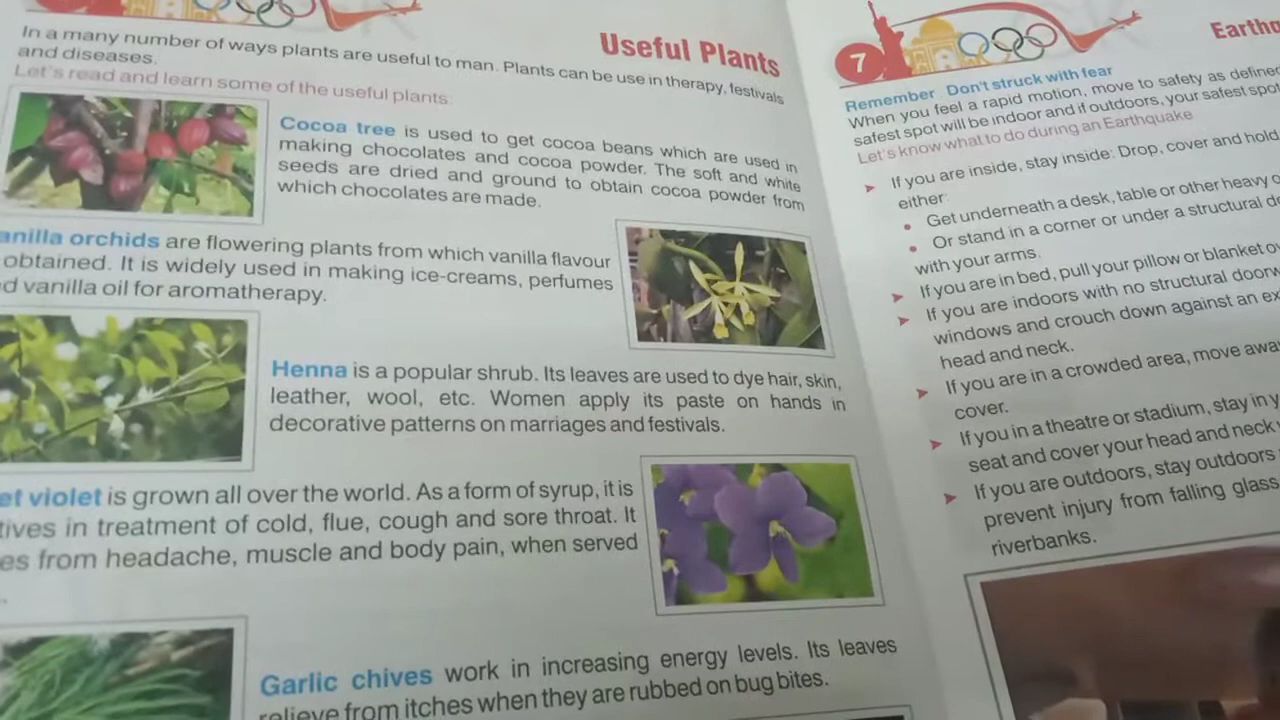 Useful Plants
In a many number of ways plants are useful to man. Plants can be use in therapy, festivals
and diseases.
Let's read and learn some of the useful plants:
Cocoa tree is used to get cocoa beans which are used in
making chocolates and cocoa powder. The soft and white
seeds are dried and ground to obtain cocoa powder from
which chocolates are made.
orchids are flowering plants from which vanilla flavour
obtained. It is widely used in making ice-creams, perfumes
vanilla oil for aromatherapy.
Henna is a popular shrub. Its leaves are used to dye hair, skin,
leather, wool, etc. Women apply its paste on hands in
decorative patterns on marriages and festivals.
violet is grown all over the world. As a form of syrup, it is
in treatment of cold, flue, cough and sore throat. It
from headache, muscle and body pain, when served
Garlic chives work in increasing energy levels. Its leaves
relieve from itches when they are rubbed on bug bites.
7
Remember Don't struck with fear
When you feel a rapid motion, move to safety as defined
safest spot will be indoor and if outdoors, your safest spot
Let's know what to do during an Earthquake
If you are inside, stay inside: Drop, cover and hold
either:
Get underneath a desk, table or other heavy
Or stand in a corner or under a structural
with your arms.
If you are in bed, pull your pillow or blanket
If you are indoors with no structural
windows and crouch down against an
head and neck.
If you are in a crowded area, move
cover.
If you in a theatre or stadium, stay in
seat and cover your head and neck
If you are outdoors, stay outdoors
prevent injury from falling glass
riverbanks.